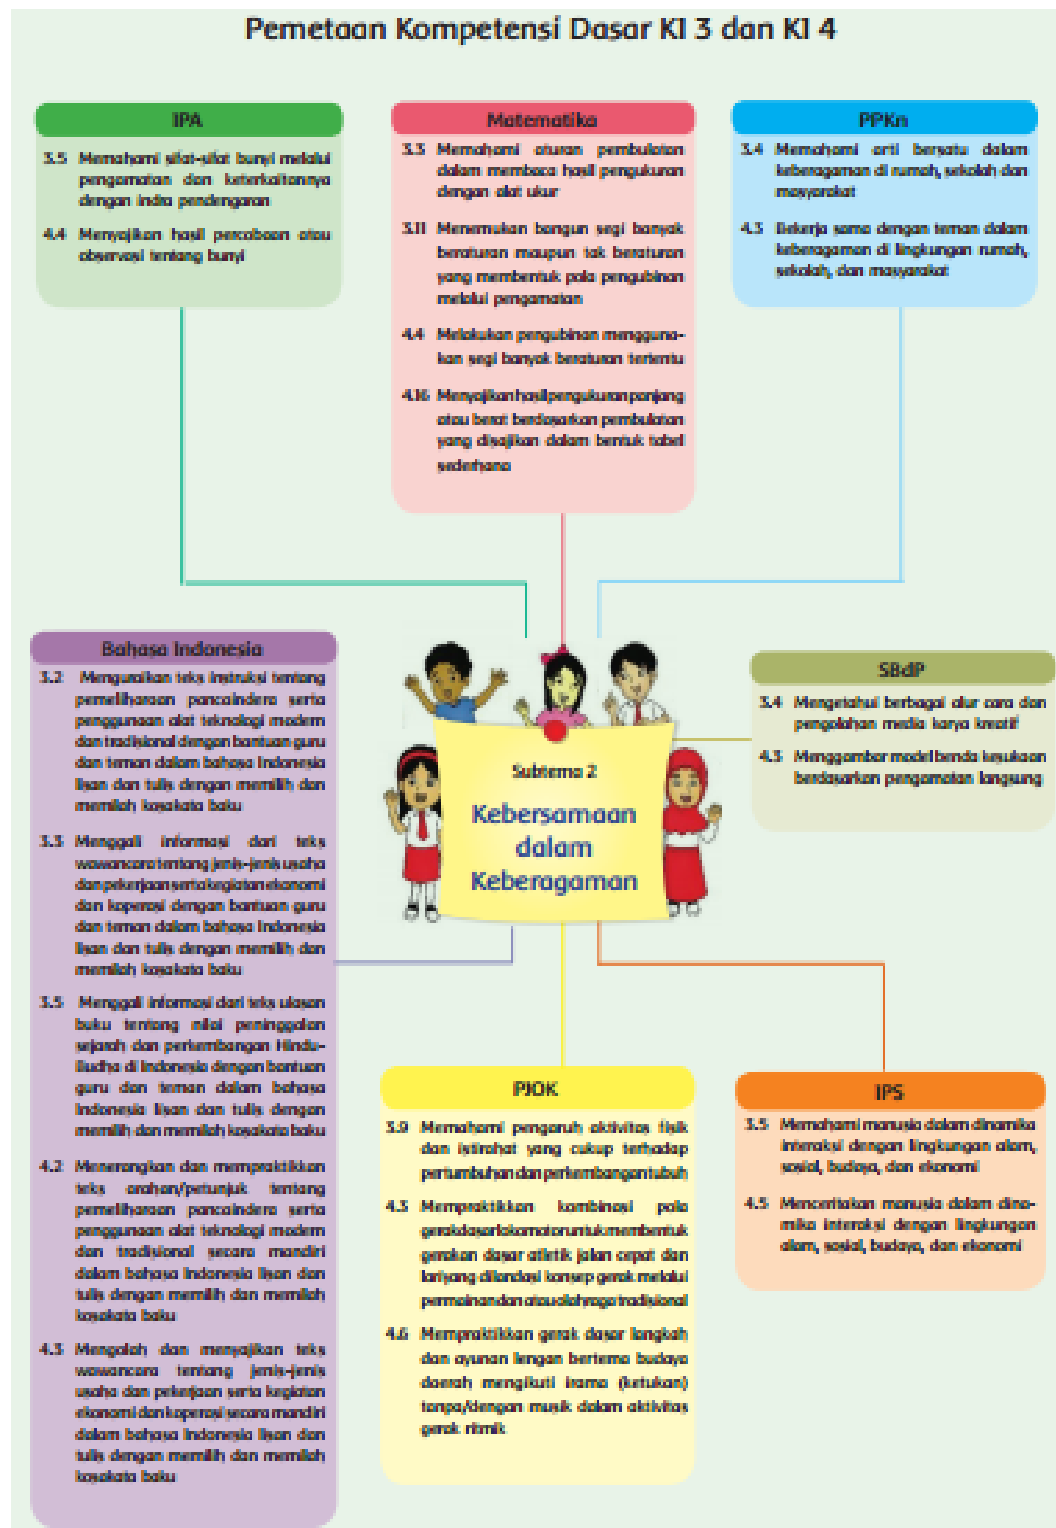 Pemetaan Kompetensi Dasar KI 3 dan KI 4
IPA
3.5 Memahami sifat-sifat bunyi melalui
pengamatan dan keterkaitannya
dengan indra pendengaran
4.4 Menyajikan hasil percobaan atau
observasi tentang bunyi
Matematika
3.3 Memahami aturan pembulatan
dalam membaca hasil pengukuran
dengan alat ukur
3.11 Menemukan bangun segi banyak
beraturan maupun tak beraturan
yang membentuk pola pengubinan
melalui pengamatan
4.4 Melakukan pengubinan mengguna-
kan segi banyak beraturan tertentu
4.16 Menyajikan hasil pengukuran panjang
atau berat berdasarkan pembulatan
yang disajikan dalam bentuk tabel
sederhana
PPKn
3.4 Memahami arti bersatu dalam
keberagaman di rumah, sekolah dan
masyarakat
4.3 Bekerja sama dengan teman dalam
keberagaman di lingkungan rumah,
sekolah, dan masyarakat
Bahasa Indonesia
3.2 Menguraikan teks instruksi tentang
pemeliharaan pancaindera serta
penggunaan alat teknologi modern
dan tradisional dengan bantuan guru
dan teman dalam bahasa Indonesia
lisan dan tulis dengan memilih dan
memilah kosakata baku
3.3 Menggali informasi dari teks
wawancara tentang jenis-jenis usaha
dan pekerjaan serta kegiatan ekonomi
dan koperasi dengan bantuan guru
dan teman dalam bahasa Indonesia
lisan dan tulis dengan memilih dan
memilah kosakata baku
3.5 Menggali informasi dari teks ulasan
buku tentang nilai peninggalan
sejarah dan perkembangan Hindu-
Budha di Indonesia dengan bantuan
guru dan teman dalam bahasa
Indonesia lisan dan tulis dengan
memilih dan memilah kosakata baku
4.2 Menerangkan dan mempraktikkan
teks arahan/petunjuk tentang
pemeliharaan pancaindera serta
penggunaan alat teknologi modern
dan tradisional secara mandiri
dalam bahasa Indonesia lisan dan
tulis dengan memilih dan memilah
kosakata baku
4.3 Mengolah dan menyajikan teks
wawancara tentang jenis-jenis
usaha dan pekerjaan serta kegiatan
ekonomi dan koperasi secara mandiri
dalam bahasa Indonesia lisan dan
tulis dengan memilih dan memilah
kosakata baku
Subtema 2
Kebersamaan
dalam
Keberagaman
SBdP
3.4 Mengetahui berbagai alur cara dan
pengolahan media karya kreatif
4.3 Menggambar model benda kesukaan
berdasarkan pengamatan langsung
PJOK
3.9 Memahami pengaruh aktivitas fisik
dan istirahat yang cukup terhadap
pertumbuhan dan perkembangan tubuh
4.3 Mempraktikkan kombinasi pola
gerak dasar lokomotor untuk membentuk
gerakan dasar atletik jalan cepat dan
lari yang dilandasi konsep gerak melalui
permainan dan atau olahraga tradisional
4.6 Mempraktikkan gerak dasar langkah
dan ayunan lengan bertema budaya
daerah mengikuti irama (ketukan)
tanpa/dengan musik dalam aktivitas
gerak ritmik
IPS
3.5 Memahami manusia dalam dinamika
interaksi dengan lingkungan alam,
sosial, budaya, dan ekonomi
4.5 Menceritakan manusia dalam dina-
mika interaksi dengan lingkungan
alam, sosial, budaya, dan ekonomi